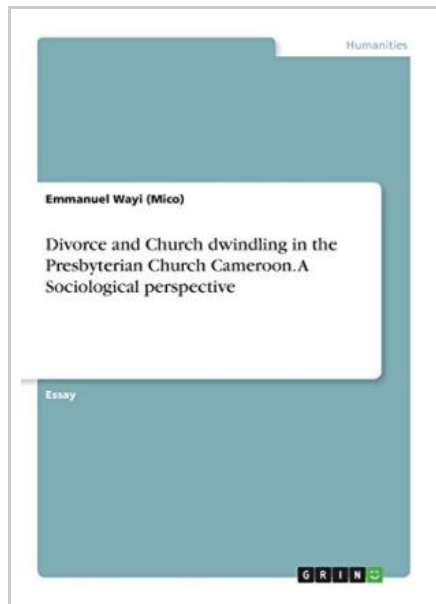 Humanities
Emmanuel Wayi (Mico)
Divorce and Church dwindling in the
Presbyterian Church Cameroon. A
Sociological perspective
Essay
GRIN